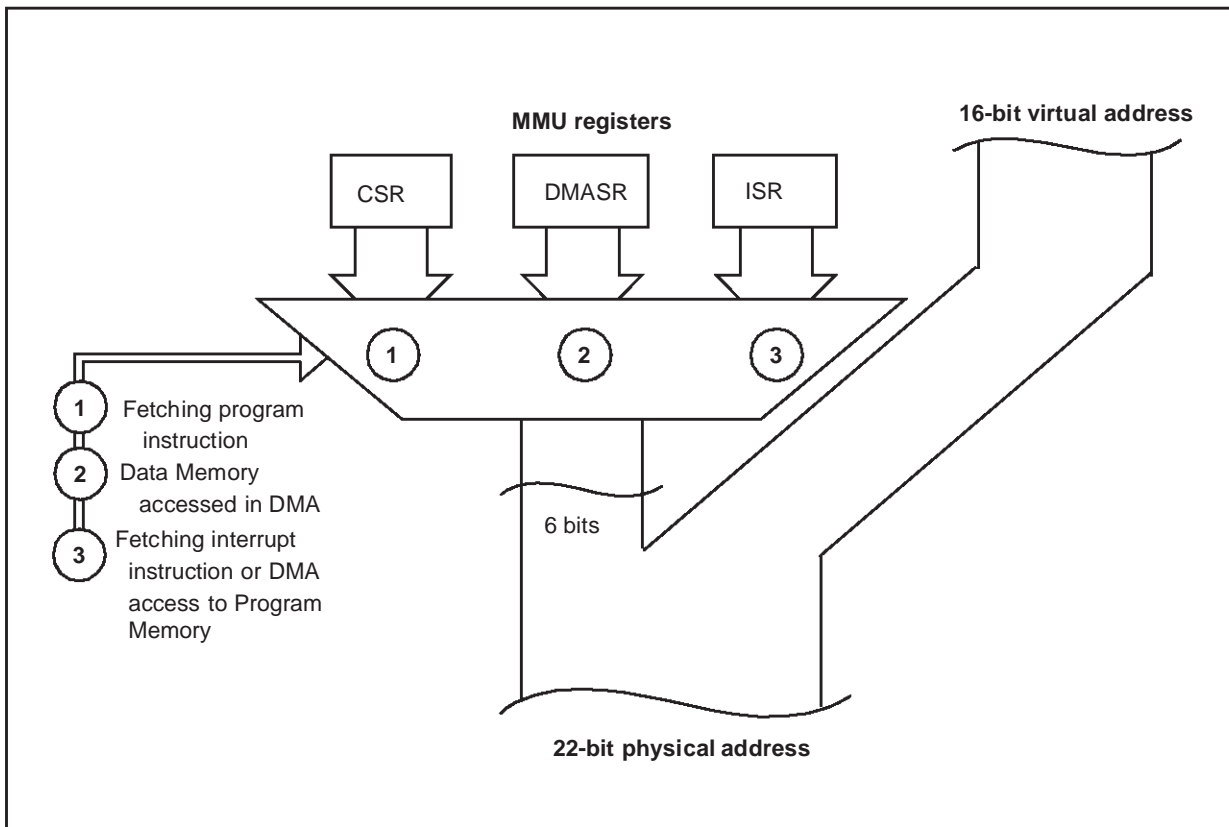 16-bit virtual address
MMU registers
CSR
DMASR
ISR
1
2
3
1
Fetching program
instruction
2
Data Memory
accessed in DMA
3
Fetching interrupt
instruction or DMA
access to Program
Memory
6 bits
22-bit physical address